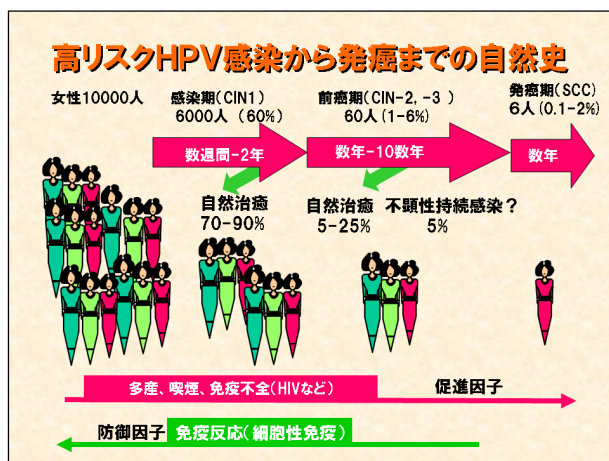 高リスクHPV感染から発癌までの自然史
女性10000人
感染期(CIN1)
6000人 (60%)
前癌期(CIN-2, -3 )
60人(1-6%)
発癌期(SCC)
6人(0.1-2%)
数週間-2年
数年-10数年
数年
自然治癒
70-90%
自然治癒
5-25%
不顕性持続感染?
5%
多産、喫煙、免疫不全(HIVなど)
促進因子
防御因子
免疫反応(細胞性免疫)